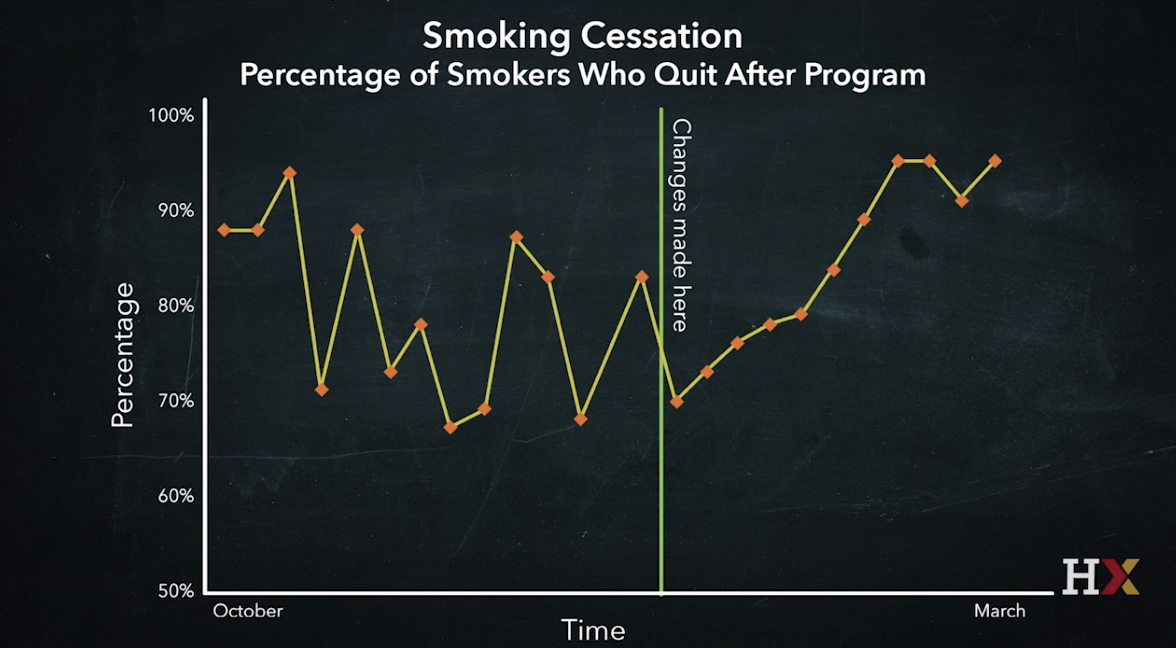 Smoking Cessation
Percentage of Smokers Who Quit After Program
100%
90%
80%
70%
60%
50%
Percentage
Changes made here
October
March
Time
HX